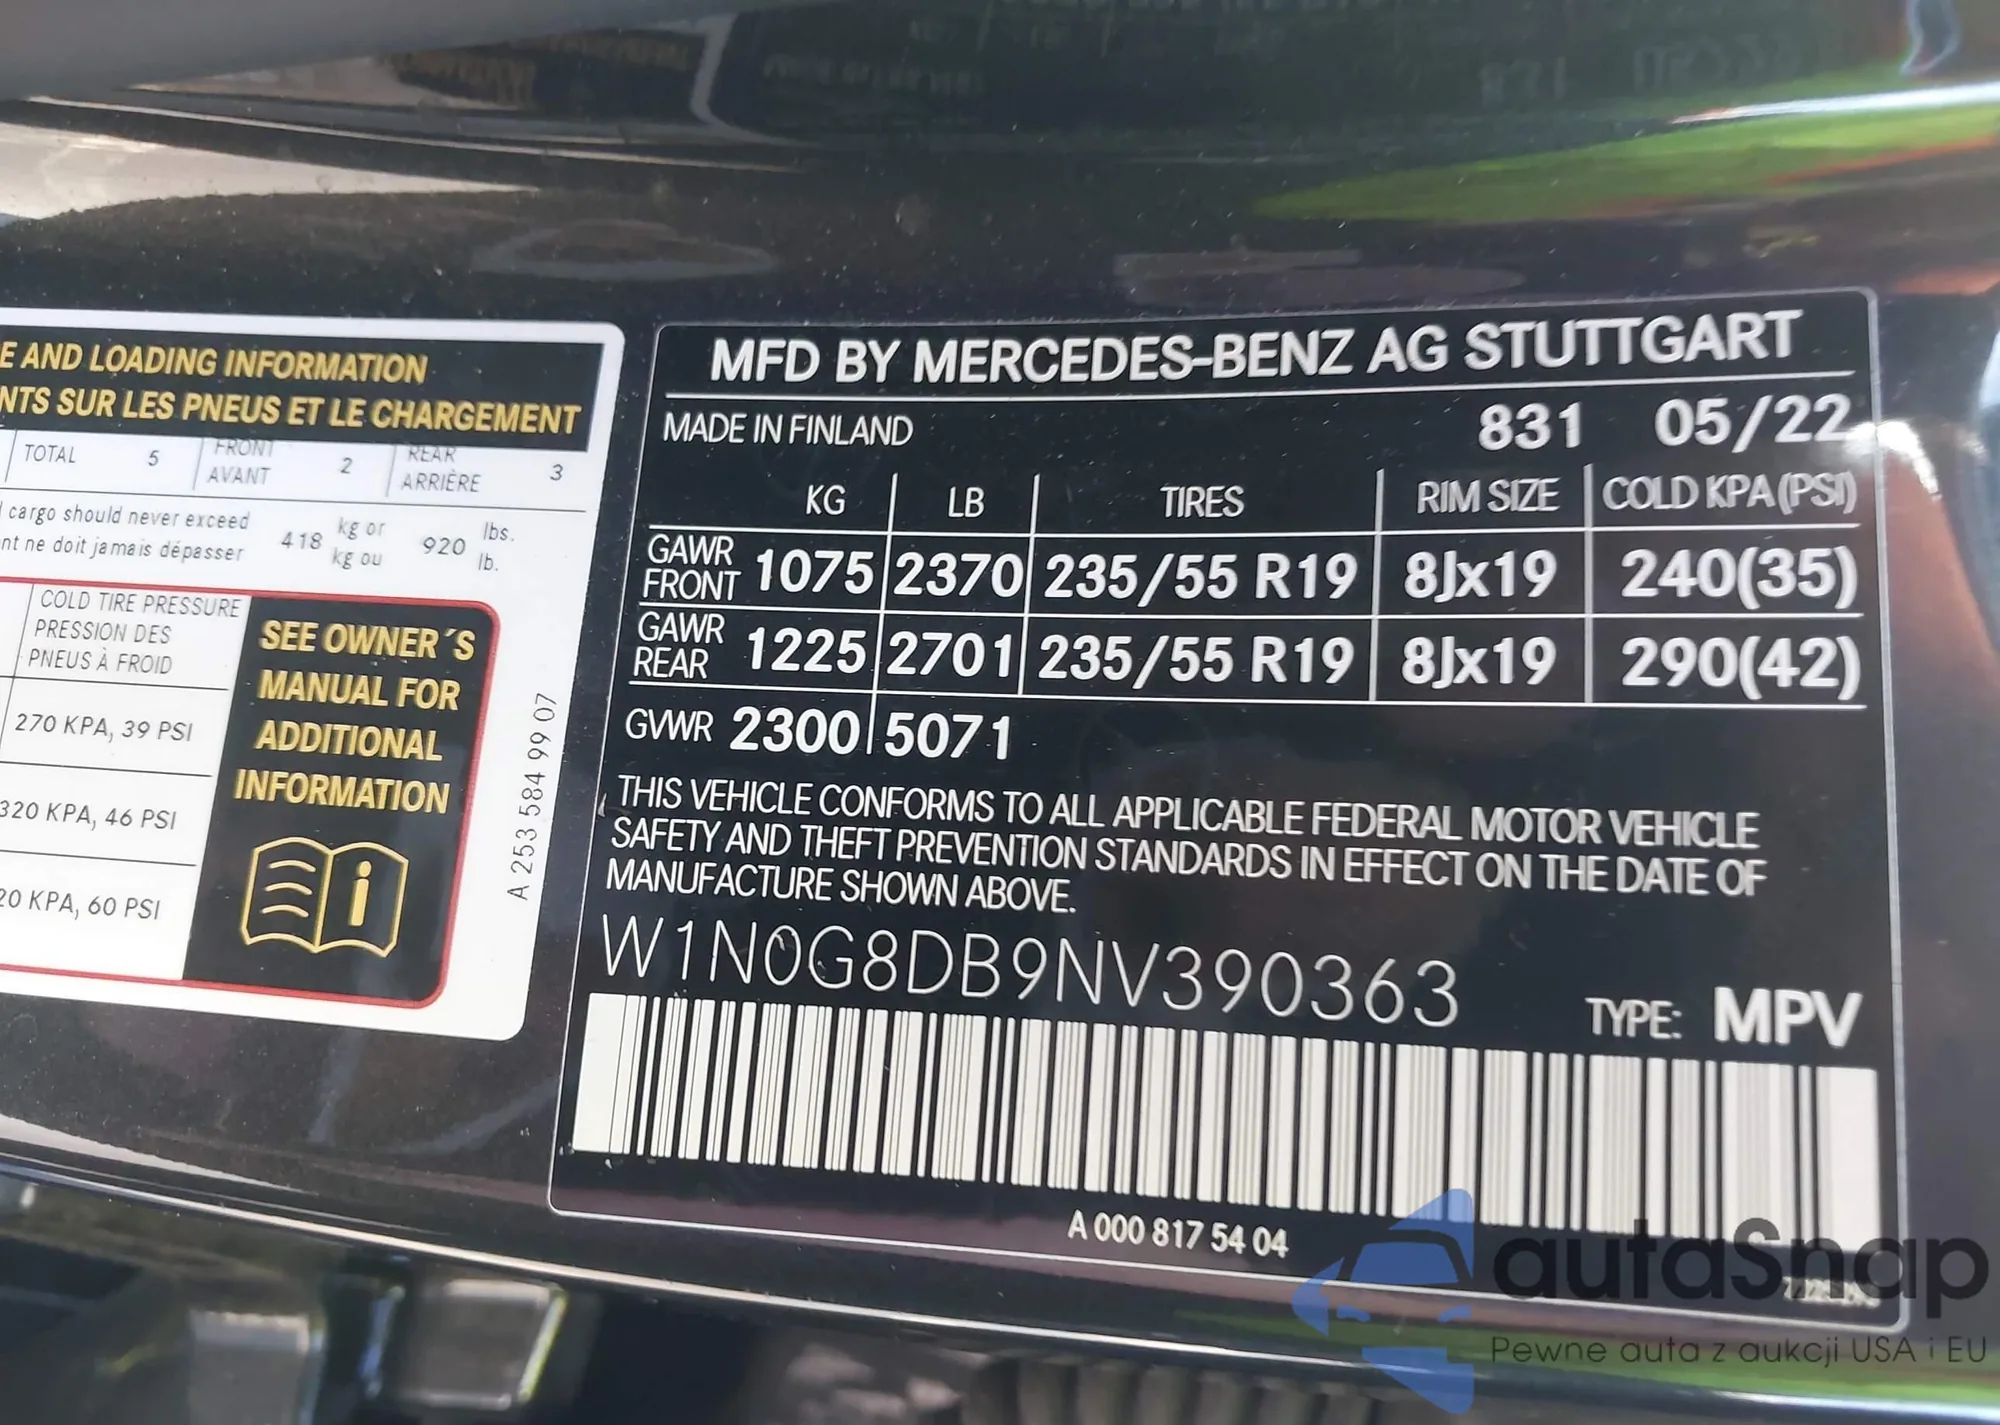 E AND LOADING INFORMATION
NTS SUR LES PNEUS ET LE CHARGEMENT
TOTAL 5 FRONT AVANT 2 REAR ARRIÈRE 3
cargo should never exceed 418 kg or 920 lbs.
nt ne doit jamais dépasser kg ou lb.
COLD TIRE PRESSURE
PRESSION DES
PNEUS À FROID
270 KPA, 39 PSI
320 KPA, 46 PSI
20 KPA, 60 PSI
SEE OWNER´S
MANUAL FOR
ADDITIONAL
INFORMATION
A 253 584 99 07
MFD BY MERCEDES-BENZ AG STUTTGART
MADE IN FINLAND 831 05/22
KG LB TIRES RIM SIZE COLD KPA (PSI)
GAWR FRONT 1075 2370 235/55 R19 8Jx19 240(35)
GAWR REAR 1225 2701 235/55 R19 8Jx19 290(42)
GVWR 2300 5071
THIS VEHICLE CONFORMS TO ALL APPLICABLE FEDERAL MOTOR VEHICLE
SAFETY AND THEFT PREVENTION STANDARDS IN EFFECT ON THE DATE OF
MANUFACTURE SHOWN ABOVE.
W1N0G8DB9NV390363
TYPE: MPV
A 000 817 54 04
autaSnap
Pewne auta z aukcji USA i EU